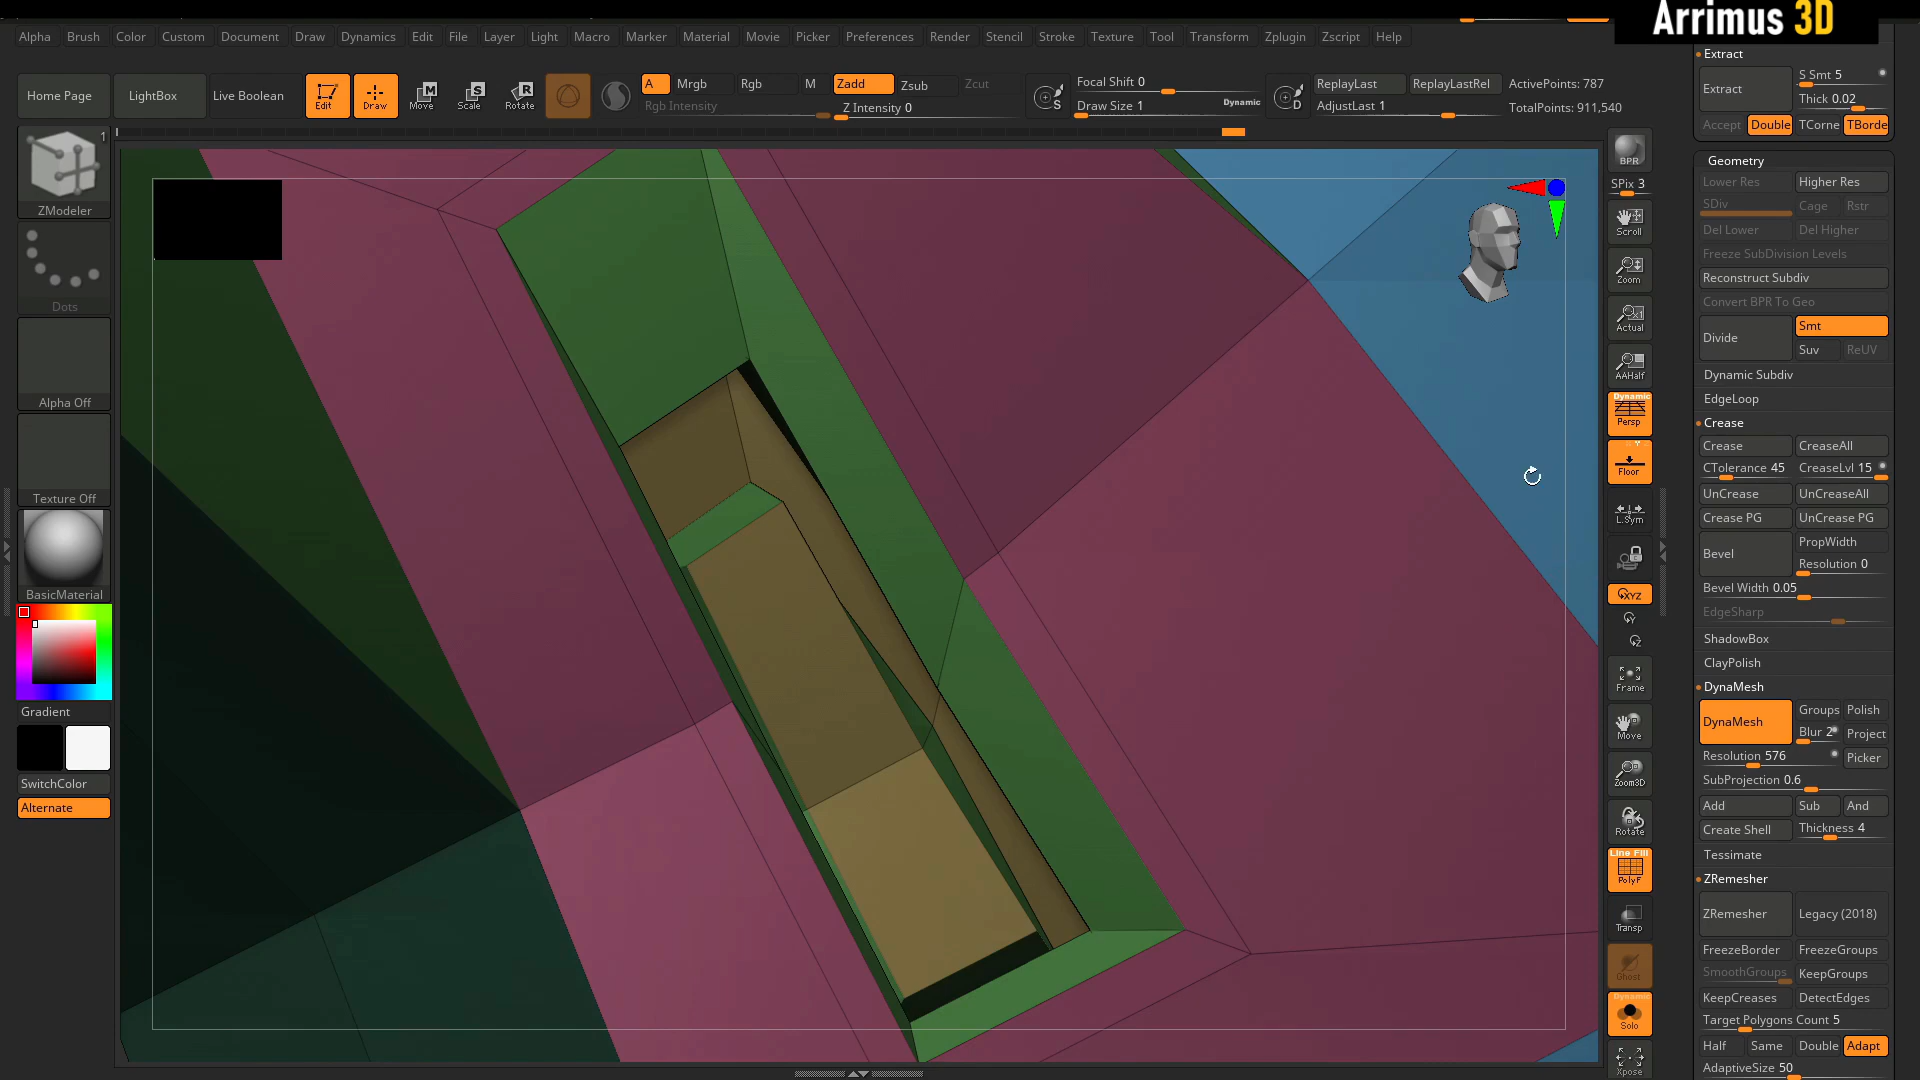 Arrimus 3D
Alpha Brush Color Custom Document Draw Dynamics Edit File Layer Light Macro Marker Material Movie Picker Preferences Render Stencil Stroke Texture Tool Transform Zplugin Zscript Help
Home Page
LightBox
Live Boolean
Edit
Draw
Move
Scale
Rotate
A
Mrgb
Rgb
M
Zadd
Zsub
Zcut
Rgb Intensity
Z Intensity 0
S
Focal Shift 0
Draw Size 1
Dynamic
D
ReplayLast
ReplayLastRel
AdjustLast 1
ActivePoints: 787
TotalPoints: 911,540
1
ZModeler
Dots
Alpha Off
Texture Off
BasicMaterial
Gradient
SwitchColor
Alternate
BPR
SPix 3
Scroll
Zoom
Actual
AAHalf
Dynamic
Persp
Floor
L.Sym
XYZ
Frame
Move
Zoom3D
Rotate
Line Fill
PolyF
Transp
Ghost
Dynamic
Solo
Xpose
Extract
Extract
S Smt 5
Thick 0.02
Accept Double TCorne TBorde
Geometry
Lower Res Higher Res
SDiv Cage Rstr
Del Lower Del Higher
Freeze SubDivision Levels
Reconstruct Subdiv
Convert BPR To Geo
Divide
Smt
Suv ReUV
Dynamic Subdiv
EdgeLoop
Crease
Crease CreaseAll
CTolerance 45 CreaseLvl 15
UnCrease UnCreaseAll
Crease PG UnCrease PG
Bevel
PropWidth
Resolution 0
Bevel Width 0.05
EdgeSharp
ShadowBox
ClayPolish
DynaMesh
DynaMesh
Groups Polish
Blur 2 Project
Resolution 576 Picker
SubProjection 0.6
Add Sub And
Create Shell Thickness 4
Tessimate
ZRemesher
ZRemesher Legacy (2018)
FreezeBorder FreezeGroups
SmoothGroups KeepGroups
KeepCreases DetectEdges
Target Polygons Count 5
Half Same Double Adapt
AdaptiveSize 50